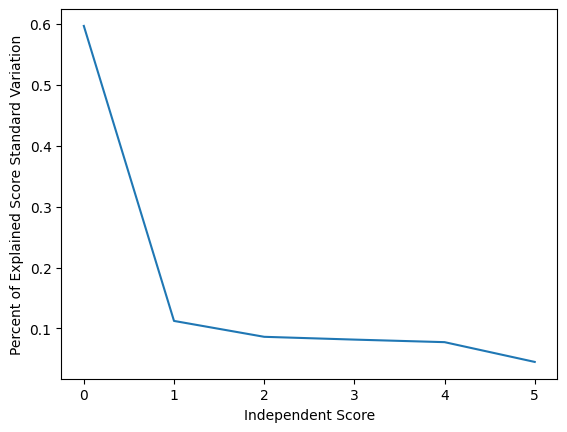 0.6
0.5
0.4
0.3
0.2
0.1
Percent of Explained Score Standard Variation
0 1 2 3 4 5
Independent Score